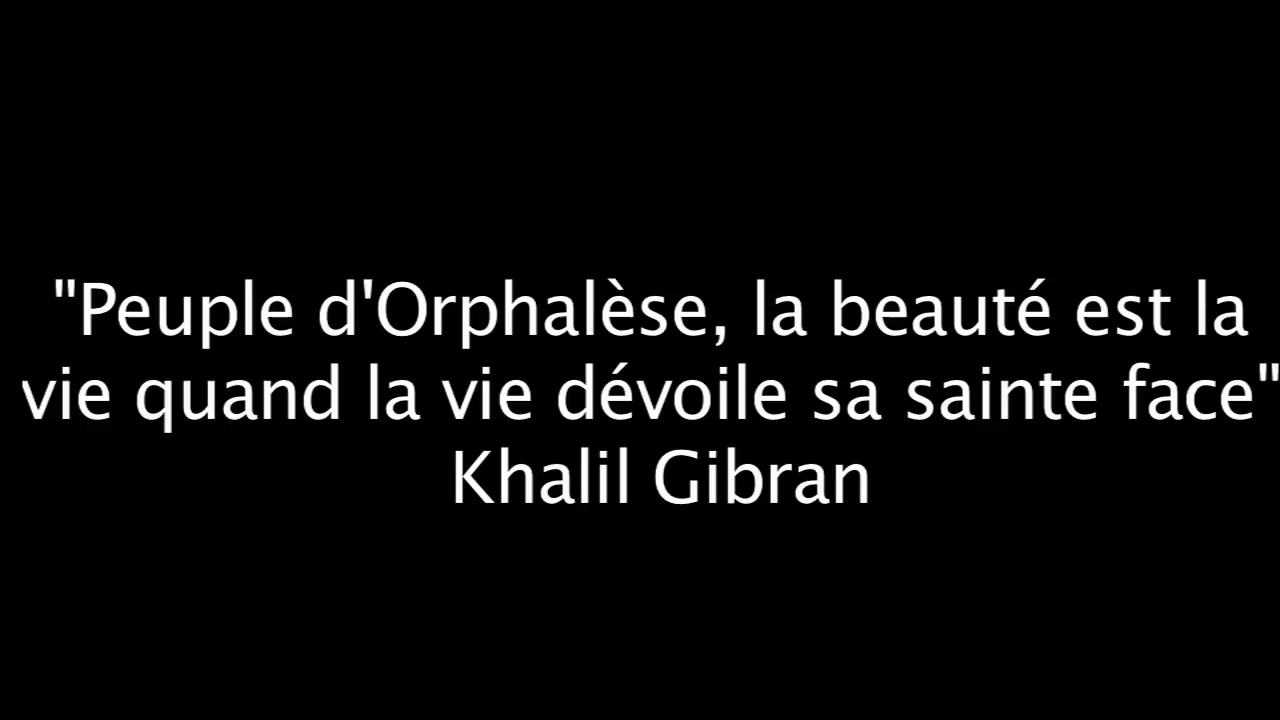 "Peuple d'Orphalèse, la beauté est la
vie quand la vie dévoile sa sainte face"
Khalil Gibran